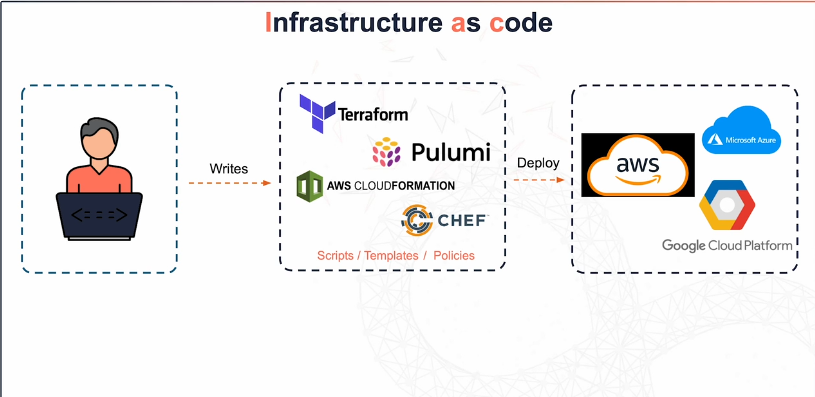 Infrastructure as code
<===>
Writes
Terraform
Pulumi
AWS CLOUDFORMATION
CHEF
Scripts / Templates / Policies
Deploy
Microsoft Azure
aws
Google Cloud Platform